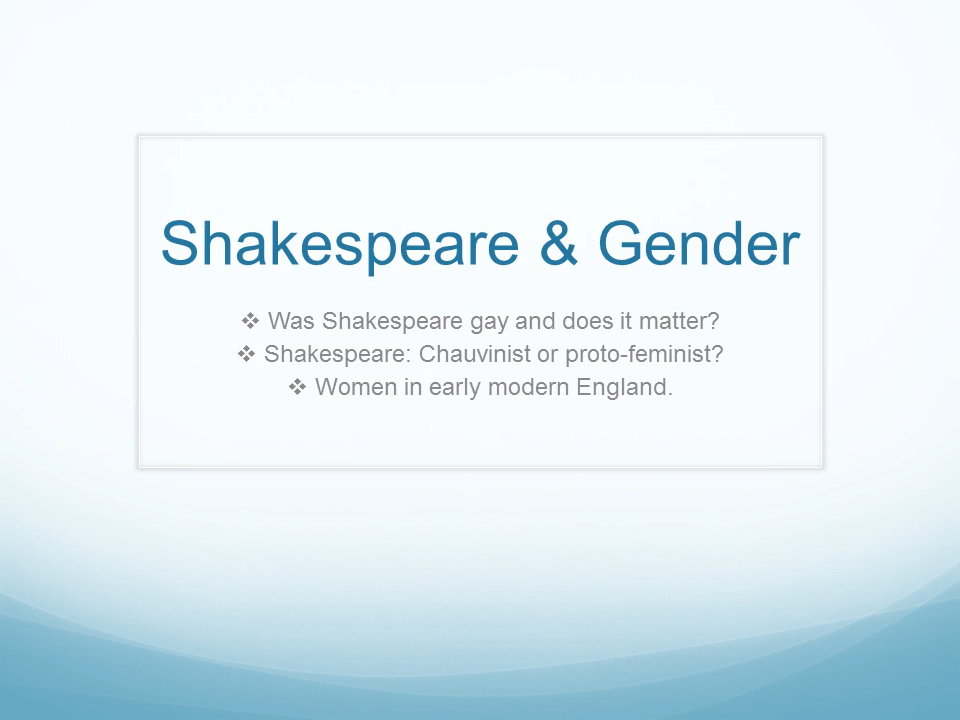 Shakespeare & Gender
❖ Was Shakespeare gay and does it matter?
❖ Shakespeare: Chauvinist or proto-feminist?
❖ Women in early modern England.